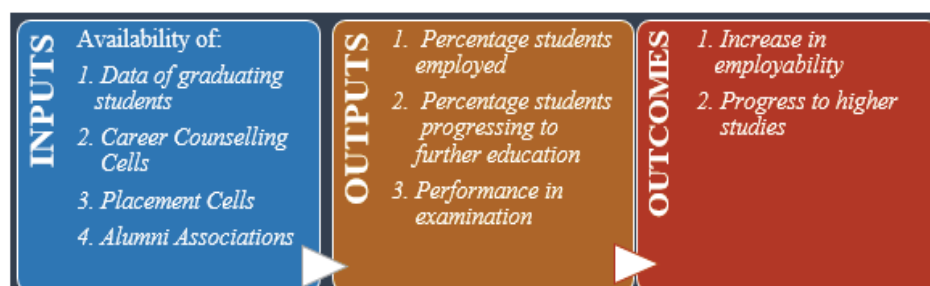 INPUTS
Availability of:
1. Data of graduating
students
2. Career Counselling
Cells
3. Placement Cells
4. Alumni Associations
OUTPUTS
1. Percentage students
employed
2. Percentage students
progressing to
further education
3. Performance in
examination
OUTCOMES
1. Increase in
employability
2. Progress to higher
studies